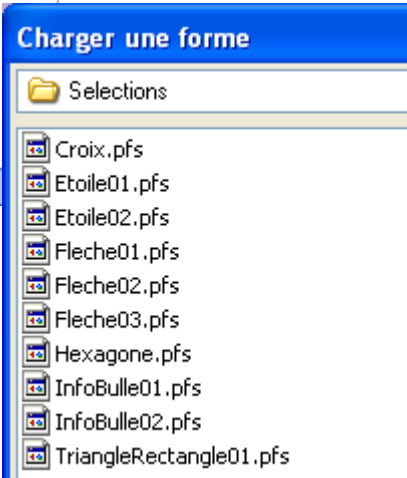 Charger une forme
Selections
Croix.pfs
Etoile01.pfs
Etoile02.pfs
Fleche01.pfs
Fleche02.pfs
Fleche03.pfs
Hexagone.pfs
InfoBulle01.pfs
InfoBulle02.pfs
TriangleRectangle01.pfs